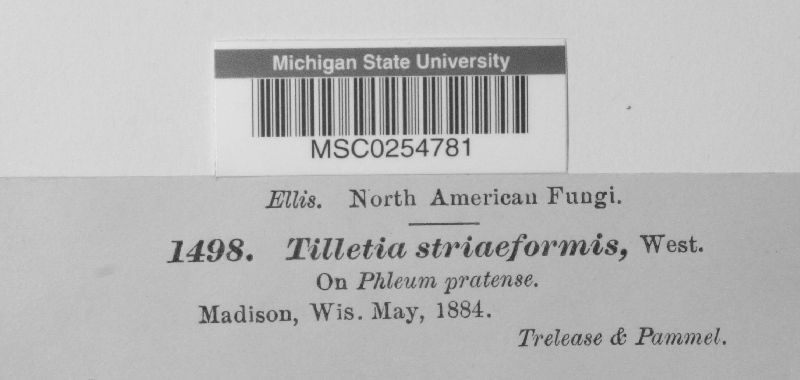 Michigan State University
MSC0254781
Ellis. North American Fungi.
1498. Tilletia striaeformis, West.
On Phleum pratense.
Madison, Wis. May, 1884.
Trelease & Pammel.